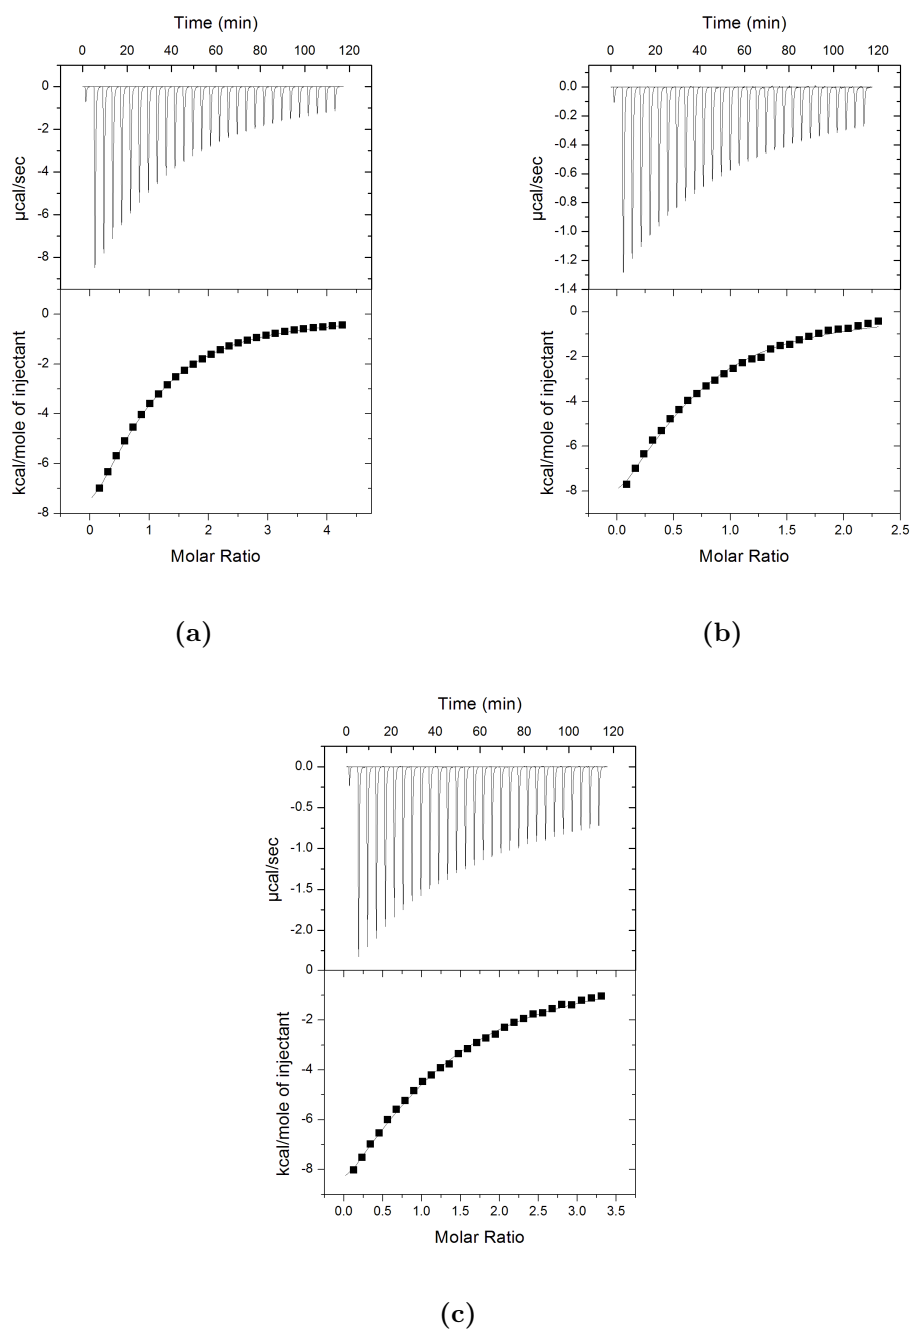 Time (min)
0 20 40 60 80 100 120
0
-2
-4
-6
-8
µcal/sec
0
-2
-4
-6
-8
kcal/mole of injectant
0 1 2 3 4
Molar Ratio
(a)
Time (min)
0 20 40 60 80 100 120
0.0
-0.2
-0.4
-0.6
-0.8
-1.0
-1.2
-1.4
µcal/sec
0
-2
-4
-6
-8
kcal/mole of injectant
0.0 0.5 1.0 1.5 2.0 2.5
Molar Ratio
(b)
Time (min)
0 20 40 60 80 100 120
0.0
-0.5
-1.0
-1.5
-2.0
µcal/sec
0
-2
-4
-6
-8
kcal/mole of injectant
0.0 0.5 1.0 1.5 2.0 2.5 3.0 3.5
Molar Ratio
(c)